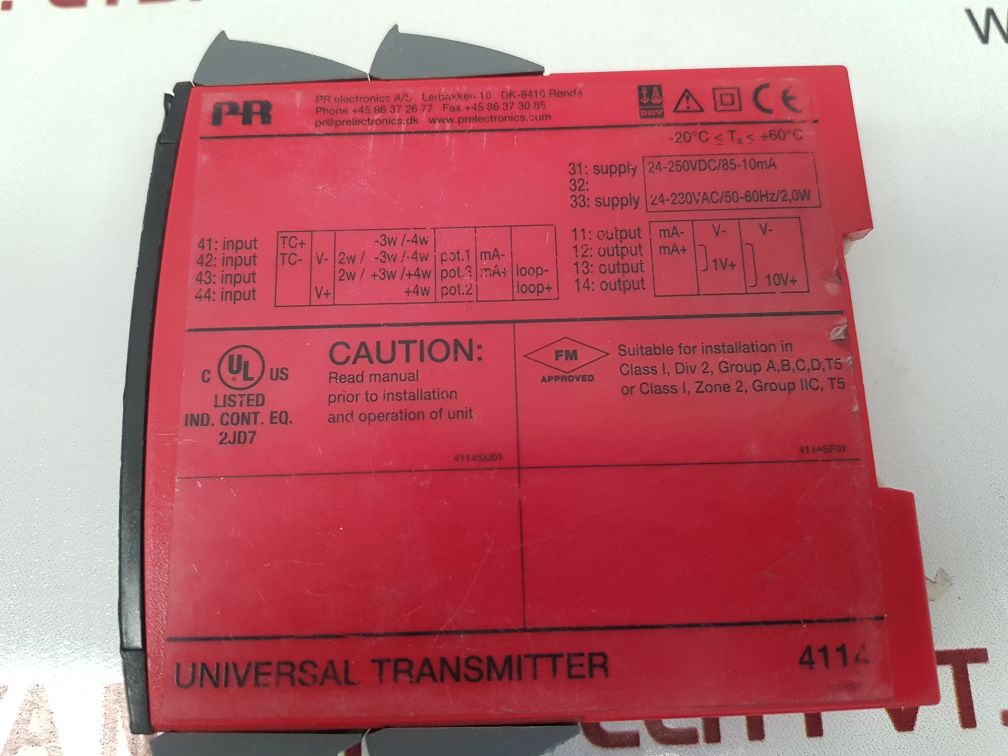 PR
PR electronics A/S Lerbakken 10 DK-8410 Rønde
Phone +45 86 37 26 77 Fax +45 86 37 30 85
pr@prelectronics.dk www.prelectronics.com
DNV
CE
-20°C ≤ Ta ≤ +60°C
31: supply 24-250VDC/85-10mA
32:
33: supply 24-230VAC/50-60Hz/2,0W
41: input TC+ -3w /-4w
42: input TC- V- 2w / -3w /-4w pot.1 mA-
43: input 2w / +3w /+4w pot.3 mA+ loop-
44: input V+ +4w pot.2 loop+
11: output mA- V- V-
12: output mA+
13: output 1V+
14: output 10V+
C UL US
LISTED
IND. CONT. EQ.
2JD7
CAUTION:
Read manual
prior to installation
and operation of unit
4114SU01
FM
APPROVED
Suitable for installation in
Class I, Div 2, Group A,B,C,D,T5
or Class I, Zone 2, Group IIC, T5
4114SF01
UNIVERSAL TRANSMITTER 4114